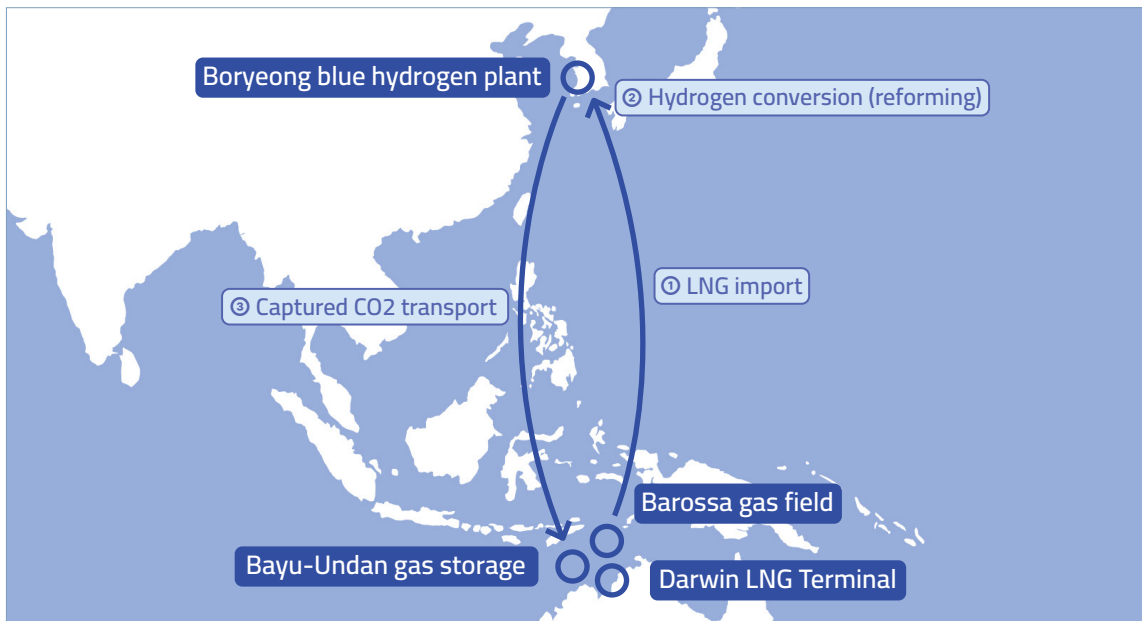 Boryeong blue hydrogen plant
② Hydrogen conversion (reforming)
① LNG import
③ Captured CO2 transport
Barossa gas field
Bayu-Undan gas storage
Darwin LNG Terminal